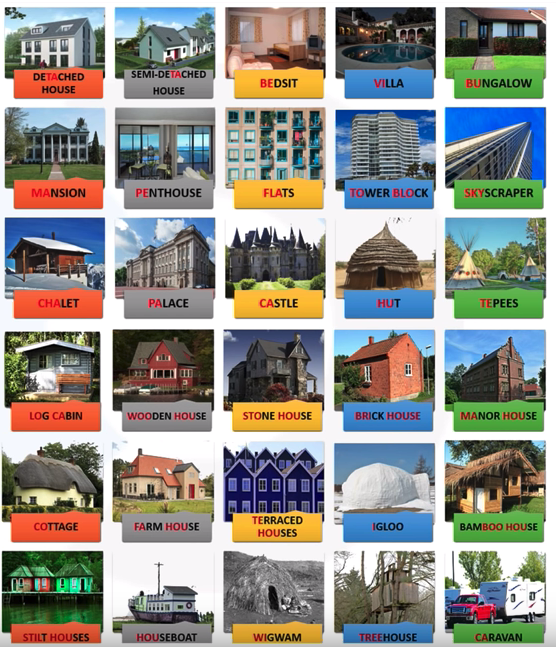 DETACHED
HOUSE
SEMI-DETACHED
HOUSE
BEDSIT
VILLA
BUNGALOW
MANSION
PENTHOUSE
FLATS
TOWER BLOCK
SKYSCRAPER
CHALET
PALACE
CASTLE
HUT
TEPEES
LOG CABIN
WOODEN HOUSE
STONE HOUSE
BRICK HOUSE
MANOR HOUSE
COTTAGE
FARM HOUSE
TERRACED
HOUSES
IGLOO
BAMBOO HOUSE
STILT HOUSES
HOUSEBOAT
WIGWAM
TREEHOUSE
CARAVAN